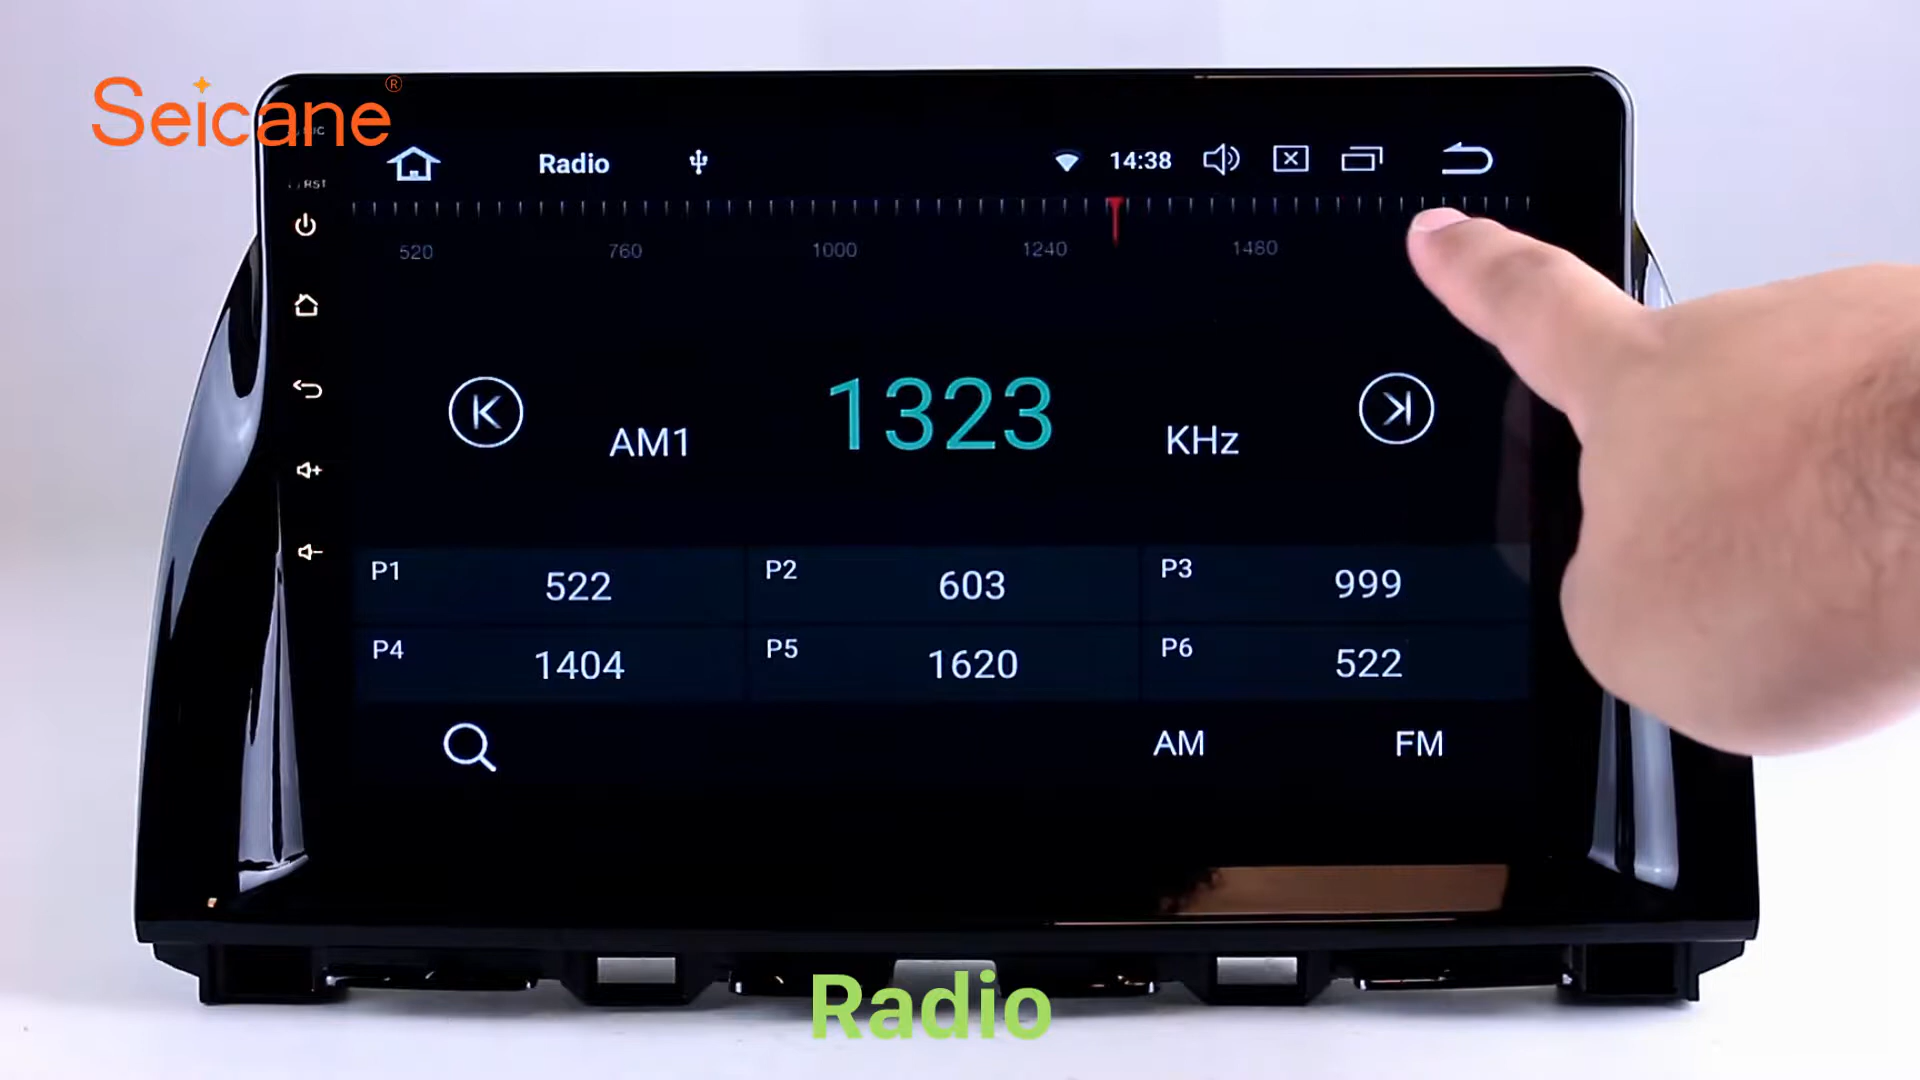 Seicane®
RST
Radio 14:38
520 760 1000 1240 1480
AM1 1323 KHz
P1 522 P2 603 P3 999
P4 1404 P5 1620 P6 522
AM FM
Radio